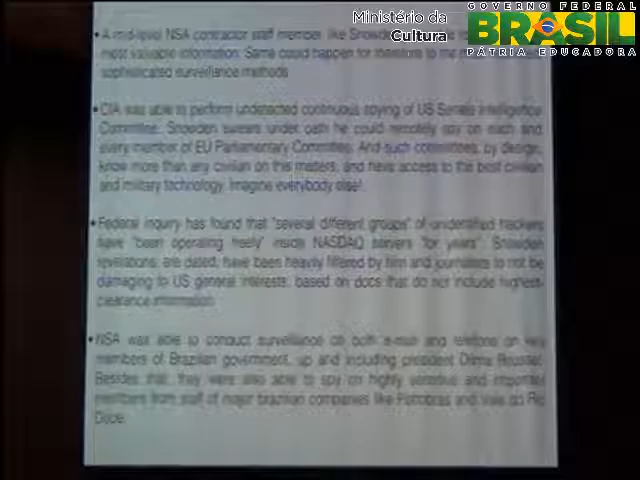 GOVERNO FEDERAL
Ministério da
Cultura
BRASIL
PÁTRIA EDUCADORA
• A mid-level NSA contractor staff member, like Snowden
most valuable information. Same could happen for
sophisticated surveillance methods
• CIA was able to perform undetected continuous spying of US Senate Intelligence
Committee. Snowden swears under oath he could remotely spy on each and
every member of EU Parliamentary Committee. And such committees, by design,
know more than any civilian on this matters, and have access to the best civilian
and military technology. Imagine everybody else!
• Federal inquiry has found that "several different groups" of unidentified hackers
have "been operating freely" inside NASDAQ servers "for years". Snowden
revelations, are dated, have been heavily filtered by him and journalists to not be
damaging to US general interests, based on docs that do not include highest-
clearance information
• NSA was able to conduct surveillance on both e-mail and telefone on key
members of Brazilian government, up and including president Dilma Roussef.
Besides that, they were also able to spy on highly sensitive and important
members from staff of major brazilian companies like Petrobras and Vale do Rio
Doce.